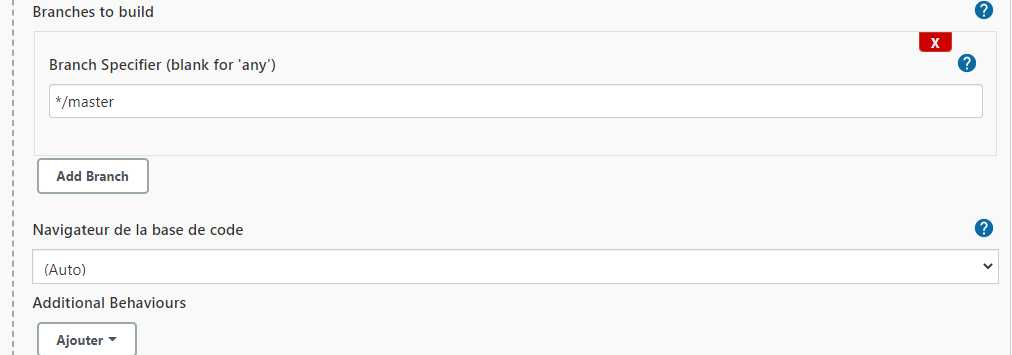 Branches to build
?
X
Branch Specifier (blank for 'any')
?
*/master
Add Branch
Navigateur de la base de code
?
(Auto)
Additional Behaviours
Ajouter